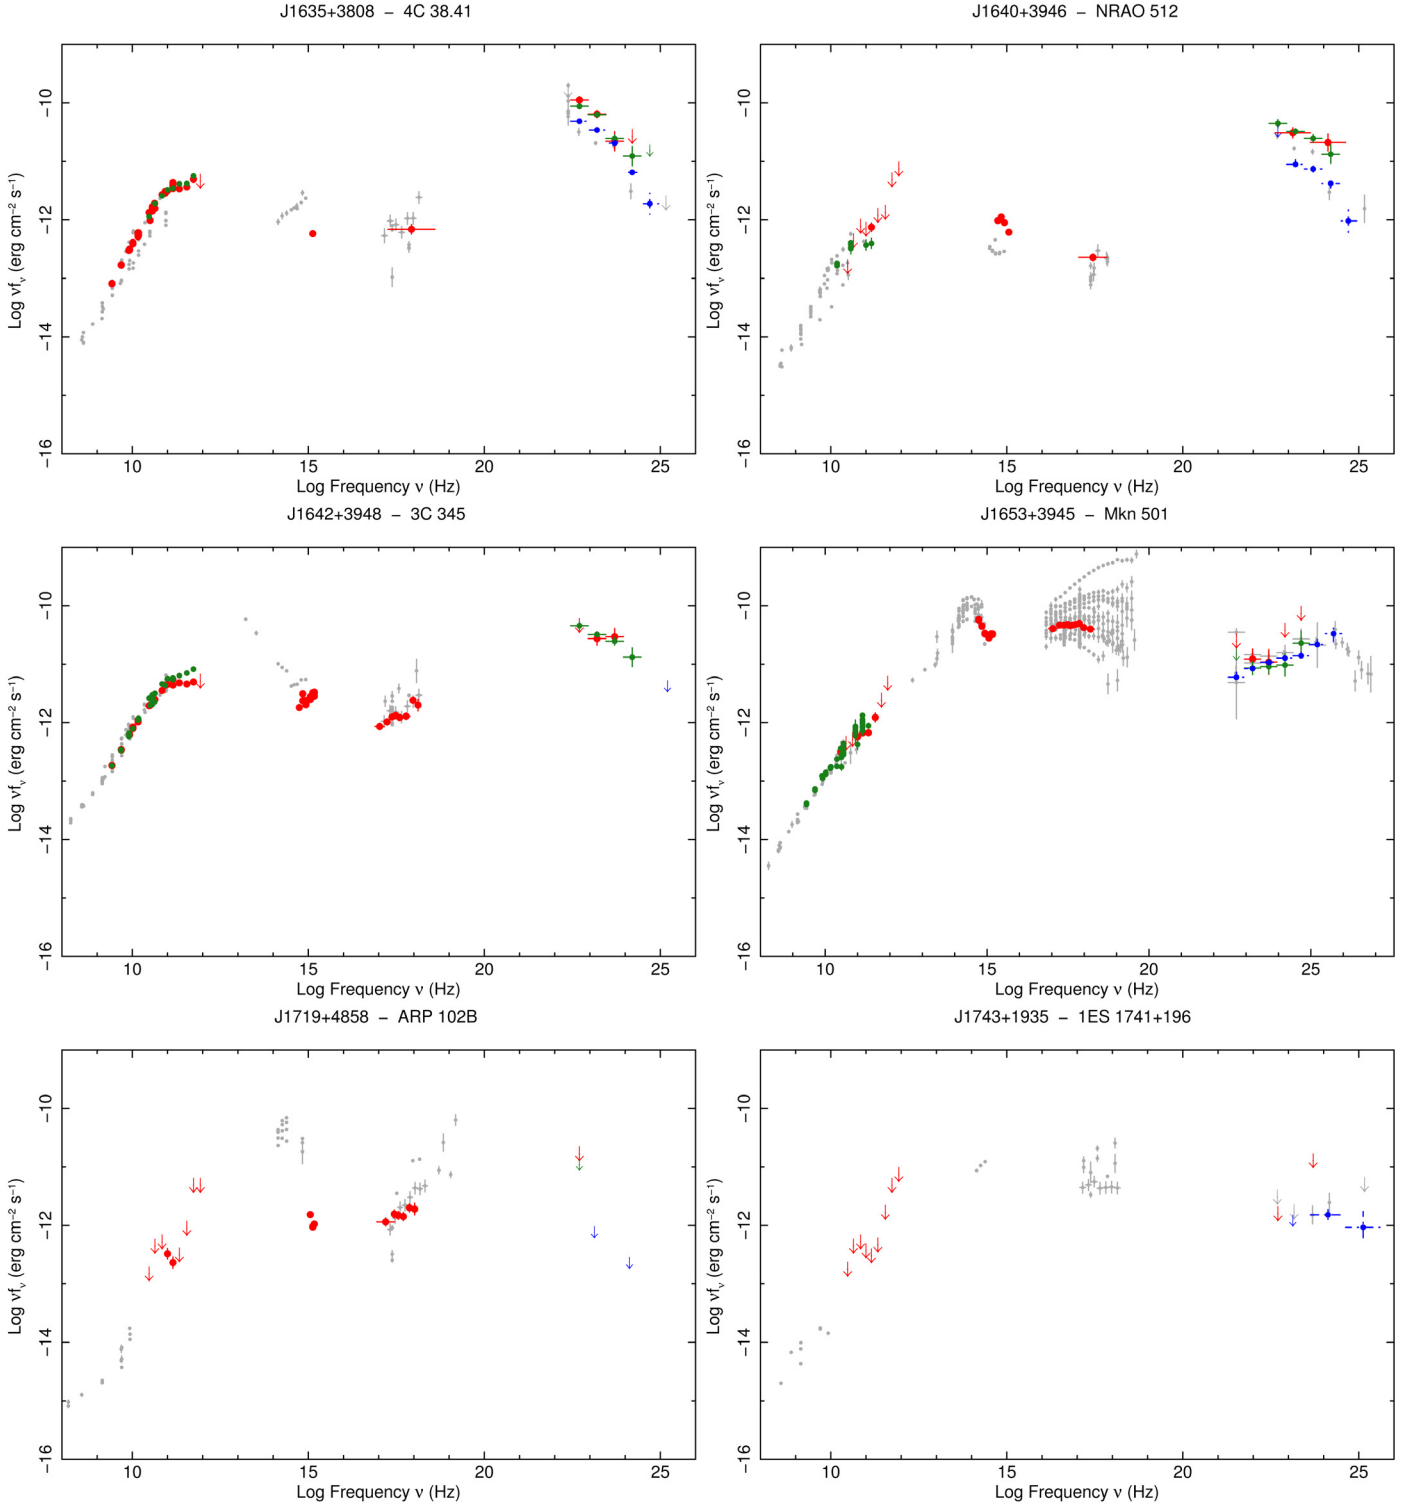 J1635+3808 – 4C 38.41
J1640+3946 – NRAO 512
−10
−12
−14
−16
Log νfν (erg cm⁻² s⁻¹)
10 15 20 25
Log Frequency ν (Hz)
−10
−12
−14
−16
Log νfν (erg cm⁻² s⁻¹)
10 15 20 25
Log Frequency ν (Hz)
J1642+3948 – 3C 345
J1653+3945 – Mkn 501
−10
−12
−14
−16
Log νfν (erg cm⁻² s⁻¹)
10 15 20 25
Log Frequency ν (Hz)
−10
−12
−14
−16
Log νfν (erg cm⁻² s⁻¹)
10 15 20 25
Log Frequency ν (Hz)
J1719+4858 – ARP 102B
J1743+1935 – 1ES 1741+196
−10
−12
−14
−16
Log νfν (erg cm⁻² s⁻¹)
10 15 20 25
Log Frequency ν (Hz)
−10
−12
−14
−16
Log νfν (erg cm⁻² s⁻¹)
10 15 20 25
Log Frequency ν (Hz)